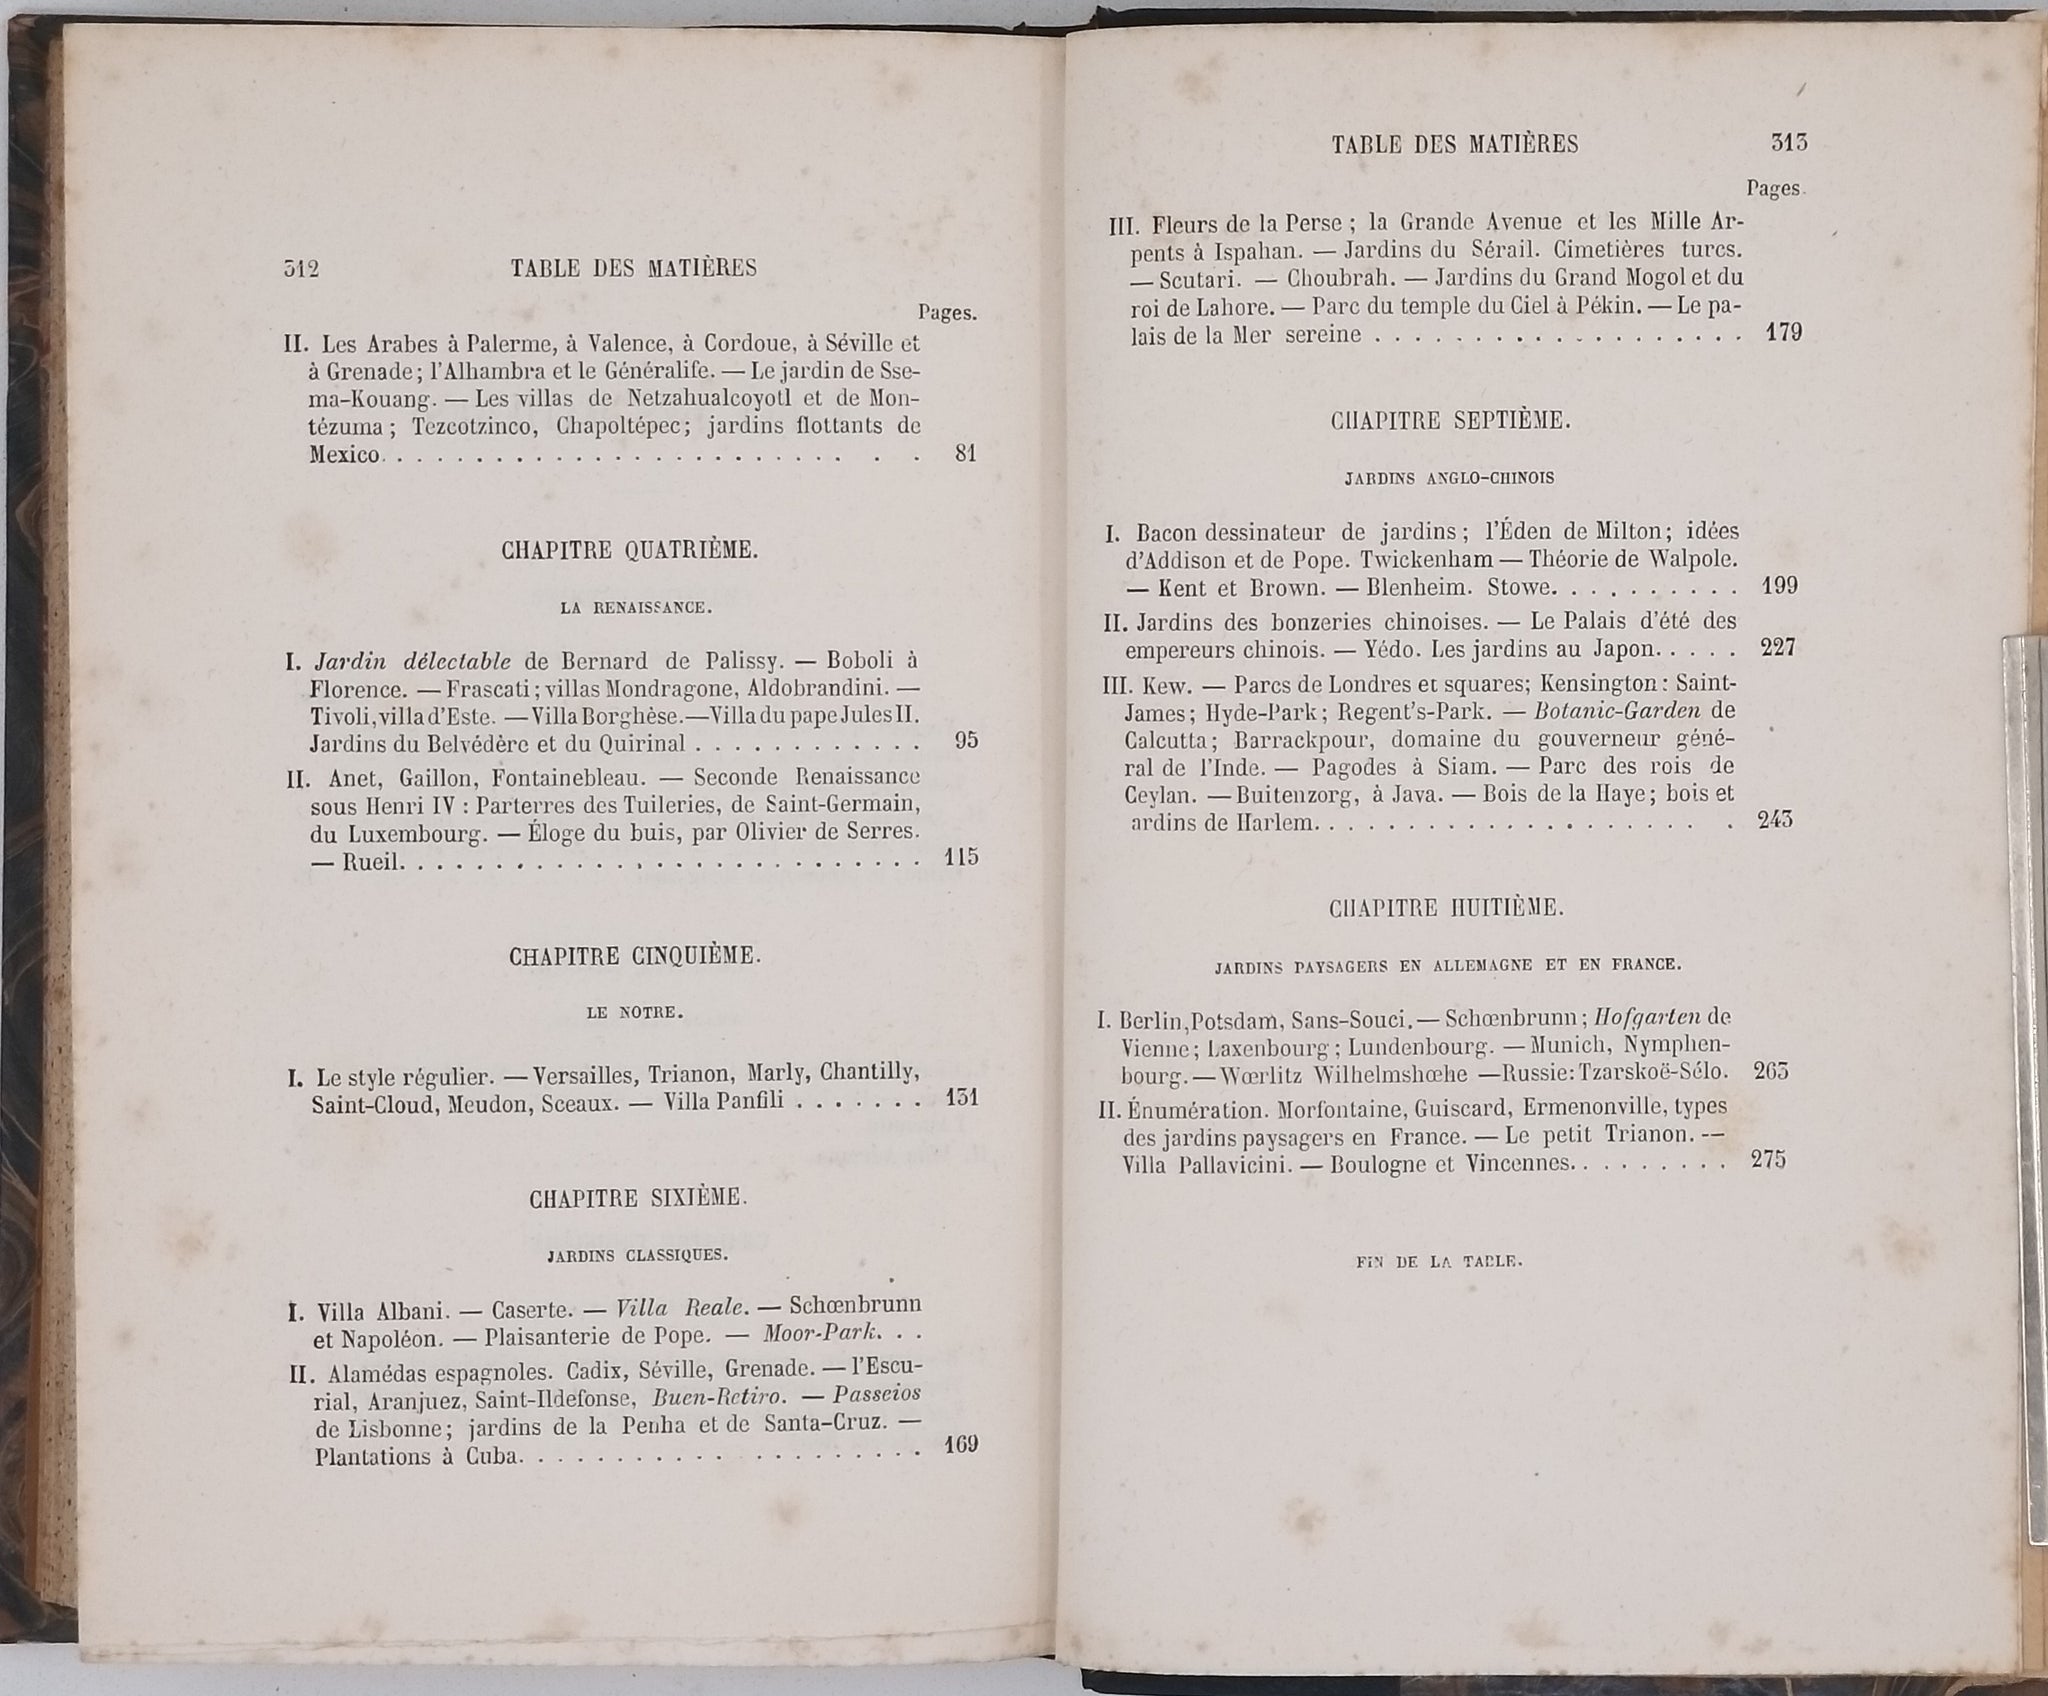 312 TABLE DES MATIÈRES
Pages.
II. Les Arabes à Palerme, à Valence, à Cordoue, à Séville et
à Grenade; l'Alhambra et le Généralife. — Le jardin de Sse-
ma-Kouang. — Les villas de Netzahualcoyotl et de Mon-
tézuma; Tezcotzinco, Chapoltépec; jardins flottants de
Mexico. . . . . . . . . . . . . . . . . . . . . . . . . . 81
CHAPITRE QUATRIÈME.
LA RENAISSANCE.
I. Jardin délectable de Bernard de Palissy. — Boboli à
Florence. — Frascati; villas Mondragone, Aldobrandini. —
Tivoli, villa d'Este. — Villa Borghèse. — Villa du pape Jules II.
Jardins du Belvédère et du Quirinal . . . . . . . . . . . . 95
II. Anet, Gaillon, Fontainebleau. — Seconde Renaissance
sous Henri IV : Parterres des Tuileries, de Saint-Germain,
du Luxembourg. — Éloge du buis, par Olivier de Serres.
— Rueil. . . . . . . . . . . . . . . . . . . . . . . . . . . 115
CHAPITRE CINQUIÈME.
LE NOTRE.
I. Le style régulier. — Versailles, Trianon, Marly, Chantilly,
Saint-Cloud, Meudon, Sceaux. — Villa Panfili . . . . . . . 131
CHAPITRE SIXIÈME.
JARDINS CLASSIQUES.
I. Villa Albani. — Caserte. — Villa Reale. — Schœnbrunn
et Napoléon. — Plaisanterie de Pope. — Moor-Park. . .
II. Alamédas espagnoles. Cadix, Séville, Grenade. — l'Escu-
rial, Aranjuez, Saint-Ildefonse, Buen-Retiro. — Passeios
de Lisbonne; jardins de la Penha et de Santa-Cruz. —
Plantations à Cuba. . . . . . . . . . . . . . . . . . . . 169
TABLE DES MATIÈRES 313
Pages.
III. Fleurs de la Perse; la Grande Avenue et les Mille Ar-
pents à Ispahan. — Jardins du Sérail. Cimetières turcs.
— Scutari. — Choubrah. — Jardins du Grand Mogol et du
roi de Lahore. — Parc du temple du Ciel à Pékin. — Le pa-
lais de la Mer sereine . . . . . . . . . . . . . . . . . . . 179
CHAPITRE SEPTIÈME.
JARDINS ANGLO-CHINOIS
I. Bacon dessinateur de jardins; l'Éden de Milton; idées
d'Addison et de Pope. Twickenham — Théorie de Walpole.
— Kent et Brown. — Blenheim. Stowe. . . . . . . . . . 199
II. Jardins des bonzeries chinoises. — Le Palais d'été des
empereurs chinois. — Yédo. Les jardins au Japon. . . . . 227
III. Kew. — Parcs de Londres et squares; Kensington : Saint-
James; Hyde-Park; Regent's-Park. — Botanic-Garden de
Calcutta; Barrackpour, domaine du gouverneur géné-
ral de l'Inde. — Pagodes à Siam. — Parc des rois de
Ceylan. — Buitenzorg, à Java. — Bois de la Haye; bois et
ardins de Harlem. . . . . . . . . . . . . . . . . . . . . 243
CHAPITRE HUITIÈME.
JARDINS PAYSAGERS EN ALLEMAGNE ET EN FRANCE.
I. Berlin, Potsdam, Sans-Souci. — Schœnbrunn; Hofgarten de
Vienne; Laxenbourg; Lundenbourg. — Munich, Nymphen-
bourg. — Wœrlitz Wilhelmshœhe — Russie: Tzarskoë-Sélo. 263
II. Énumération. Morfontaine, Guiscard, Ermenonville, types
des jardins paysagers en France. — Le petit Trianon. —
Villa Pallavicini. — Boulogne et Vincennes. . . . . . . . . 275
FIN DE LA TABLE.